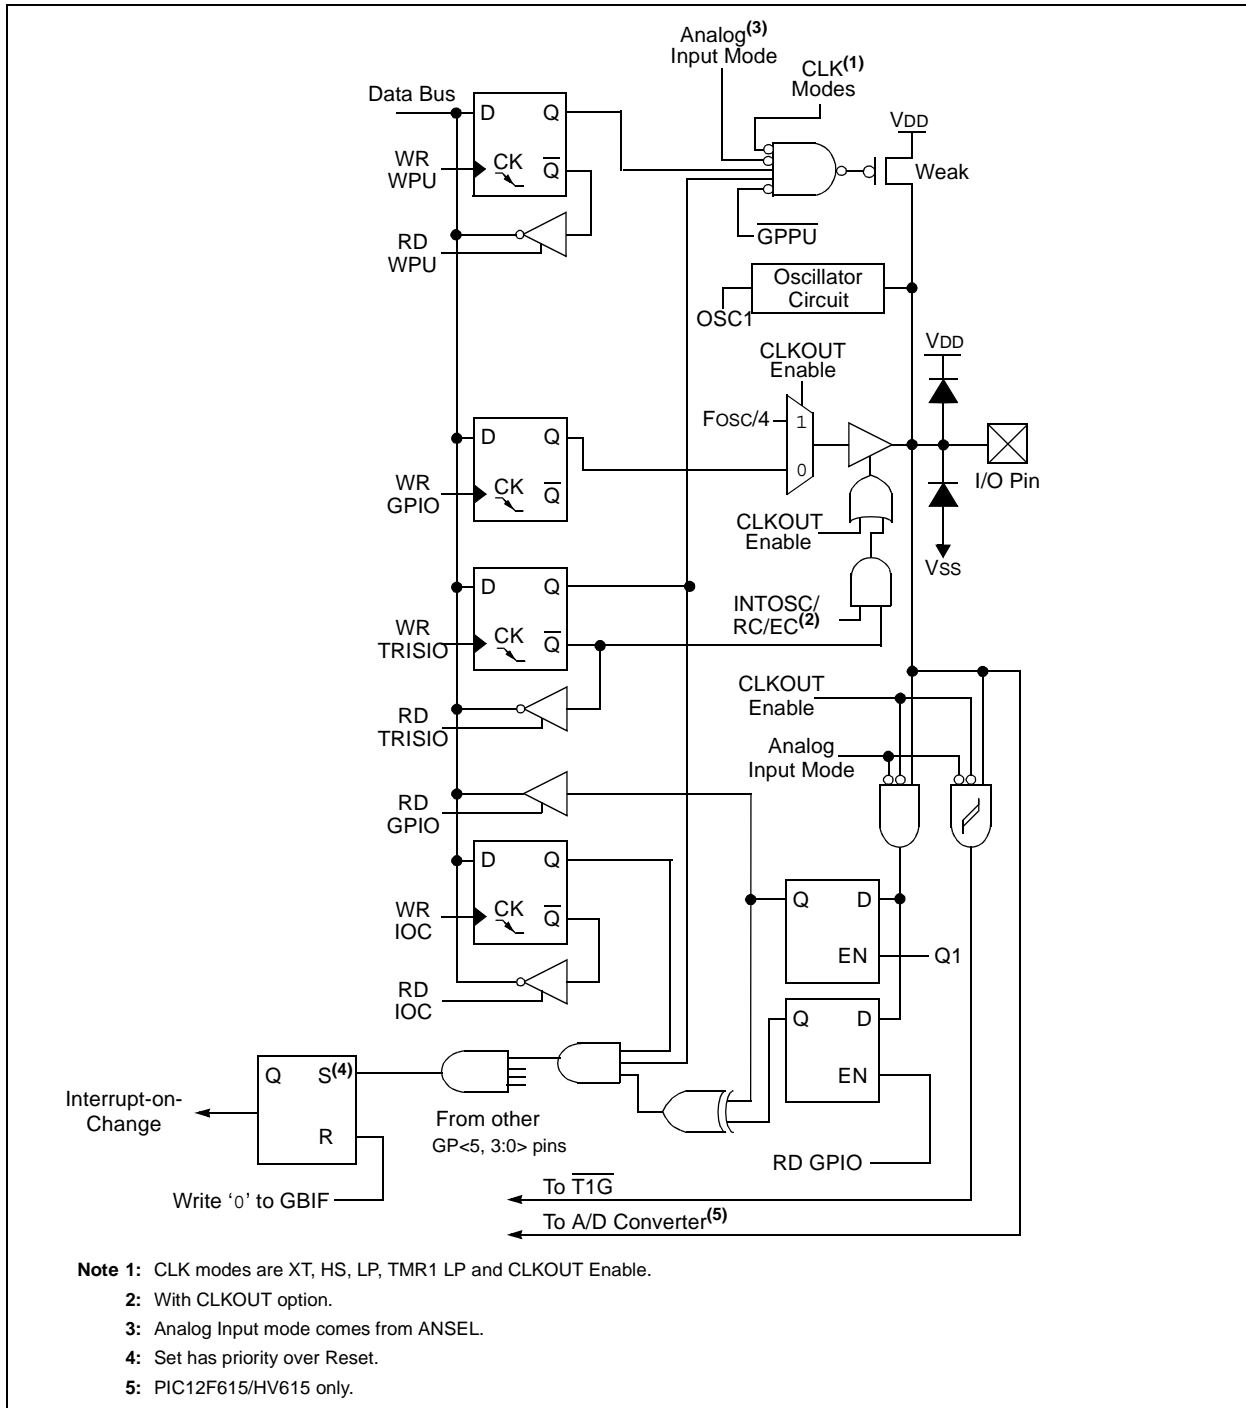 Analog(3)
Input Mode
CLK(1)
Modes
Data Bus
D
Q
VDD
WR
WPU
CK
Q
Weak
RD
WPU
GPPU
Oscillator
Circuit
OSC1
VDD
CLKOUT
Enable
FOSC/4
1
D
Q
0
I/O Pin
WR
GPIO
CK
Q
CLKOUT
Enable
VSS
D
Q
INTOSC/
RC/EC(2)
WR
TRISIO
CK
Q
CLKOUT
Enable
RD
TRISIO
Analog
Input Mode
RD
GPIO
D
Q
Q
D
WR
IOC
CK
Q
EN
Q1
RD
IOC
Q
D
EN
Q
S(4)
Interrupt-on-
Change
R
From other
GP<5, 3:0> pins
RD GPIO
Write ‘0’ to GBIF
To T1G
To A/D Converter(5)
Note 1: CLK modes are XT, HS, LP, TMR1 LP and CLKOUT Enable.
2: With CLKOUT option.
3: Analog Input mode comes from ANSEL.
4: Set has priority over Reset.
5: PIC12F615/HV615 only.